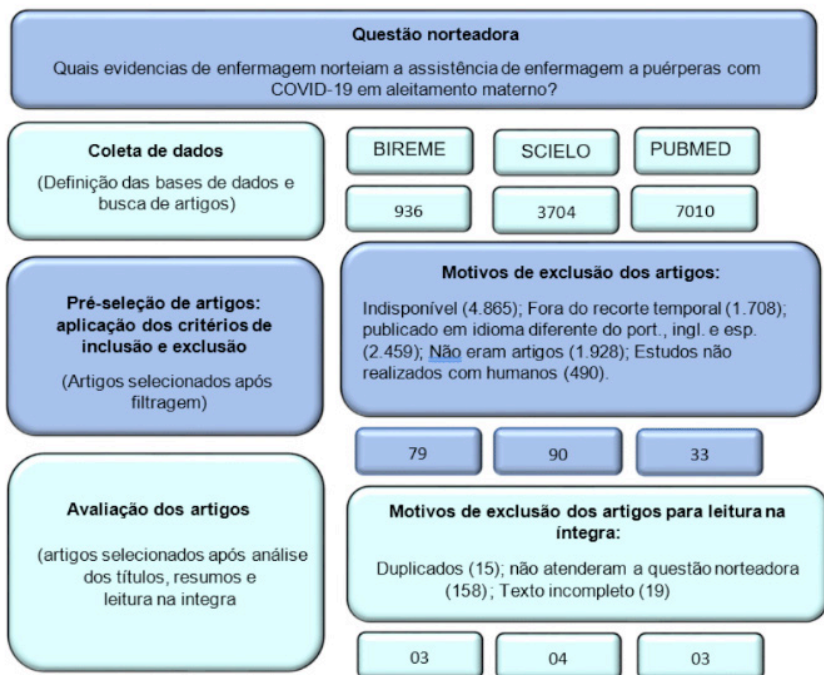 Questão norteadora
Quais evidencias de enfermagem norteiam a assistência de enfermagem a puérperas com
COVID-19 em aleitamento materno?
Coleta de dados
(Definição das bases de dados e
busca de artigos)
BIREME
SCIELO
PUBMED
936
3704
7010
Pré-seleção de artigos:
aplicação dos critérios de
inclusão e exclusão
(Artigos selecionados após
filtragem)
Motivos de exclusão dos artigos:
Indisponível (4.865); Fora do recorte temporal (1.708);
publicado em idioma diferente do port., ingl. e esp.
(2.459); Não eram artigos (1.928); Estudos não
realizados com humanos (490).
79
90
33
Avaliação dos artigos
(artigos selecionados após análise
dos títulos, resumos e
leitura na integra
Motivos de exclusão dos artigos para leitura na
íntegra:
Duplicados (15); não atenderam a questão norteadora
(158); Texto incompleto (19)
03
04
03